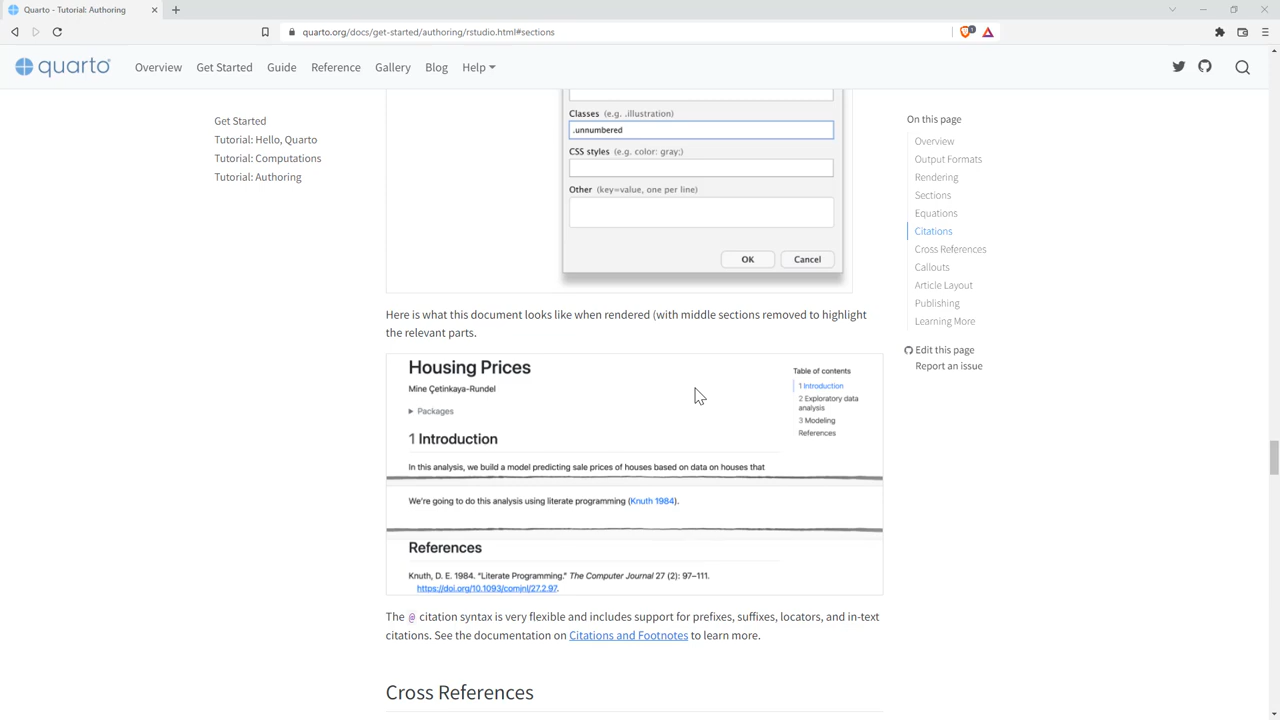 Quarto - Tutorial: Authoring
quarto.org/docs/get-started/authoring/rstudio.html#sections
1
quarto
Overview
Get Started
Guide
Reference
Gallery
Blog
Help
Get Started
Tutorial: Hello, Quarto
Tutorial: Computations
Tutorial: Authoring
Classes (e.g. .illustration)
.unnumbered
CSS styles (e.g. color: gray;)
Other (key=value, one per line)
OK
Cancel
Here is what this document looks like when rendered (with middle sections removed to highlight
the relevant parts.
Housing Prices
Mine Çetinkaya-Rundel
Packages
1 Introduction
In this analysis, we build a model predicting sale prices of houses based on data on houses that
We're going to do this analysis using literate programming (Knuth 1984).
References
Knuth, D. E. 1984. “Literate Programming.” The Computer Journal 27 (2): 97–111.
https://doi.org/10.1093/comjnl/27.2.97.
Table of contents
1 Introduction
2 Exploratory data
analysis
3 Modeling
References
The @ citation syntax is very flexible and includes support for prefixes, suffixes, locators, and in-text
citations. See the documentation on Citations and Footnotes to learn more.
Cross References
On this page
Overview
Output Formats
Rendering
Sections
Equations
Citations
Cross References
Callouts
Article Layout
Publishing
Learning More
Edit this page
Report an issue